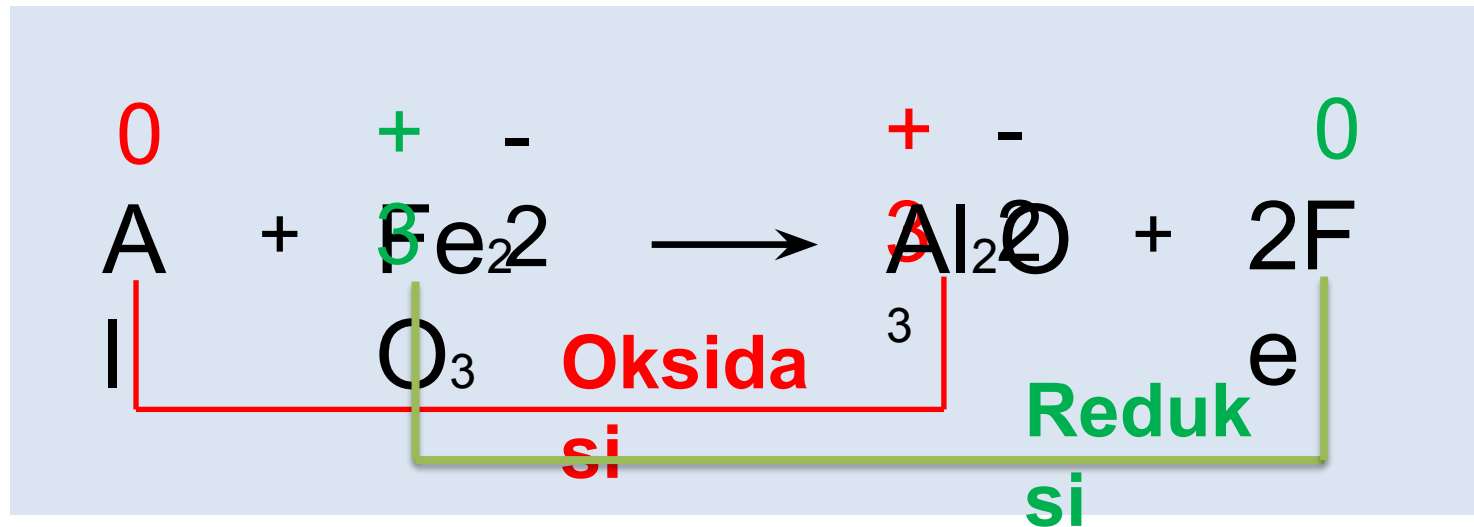 0 +3 -2 +3 -2 0
Al + Fe₂O₃ ⟶ Al₂O₃ + 2Fe
Oksidasi
Reduksi